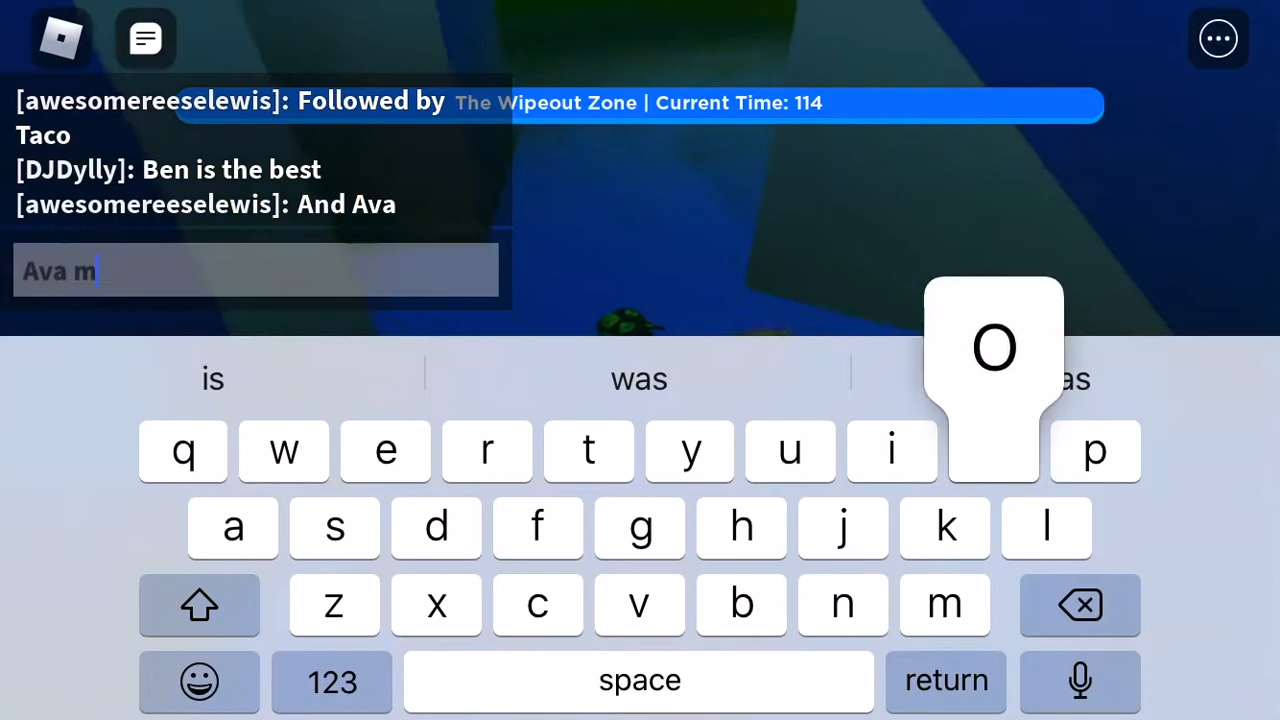 [awesomereeselewis]: Followed by
Taco
The Wipeout Zone | Current Time: 114
[DJDylly]: Ben is the best
[awesomereeselewis]: And Ava
Ava m
is was as
O
q w e r t y u i p
a s d f g h j k l
z x c v b n m
123 space return